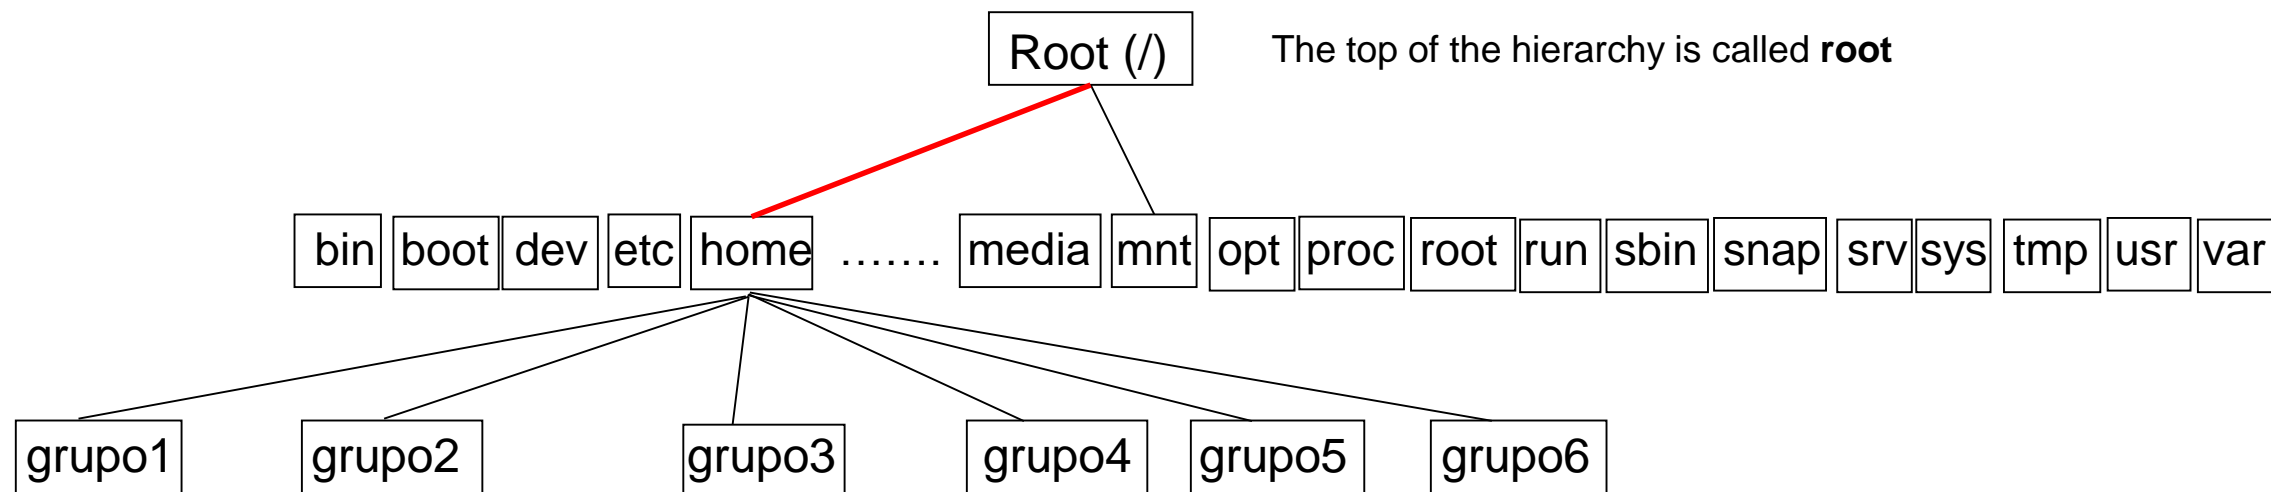 Root (/) The top of the hierarchy is called root
bin boot dev etc home ....... media mnt opt proc root run sbin snap srv sys tmp usr var
grupo1 grupo2 grupo3 grupo4 grupo5 grupo6